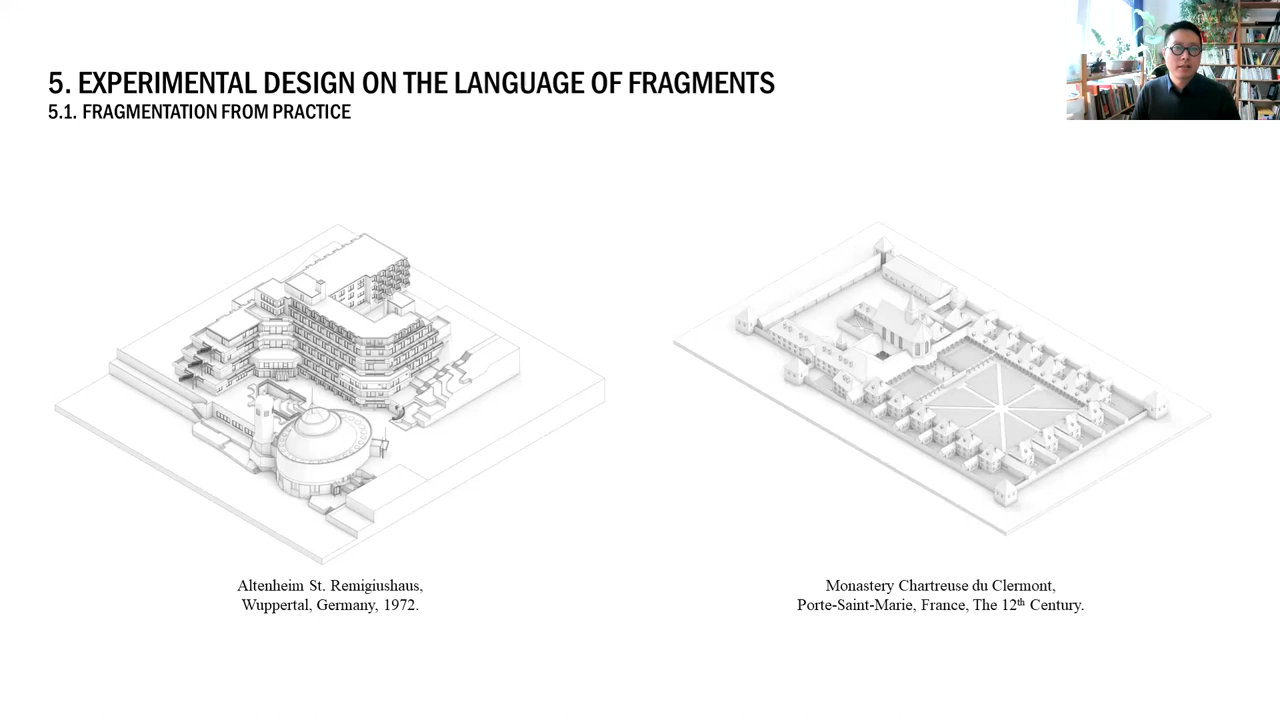 5. EXPERIMENTAL DESIGN ON THE LANGUAGE OF FRAGMENTS
5.1. FRAGMENTATION FROM PRACTICE
Altenheim St. Remigiushaus,
Wuppertal, Germany, 1972.
Monastery Chartreuse du Clermont,
Porte-Saint-Marie, France, The 12th Century.